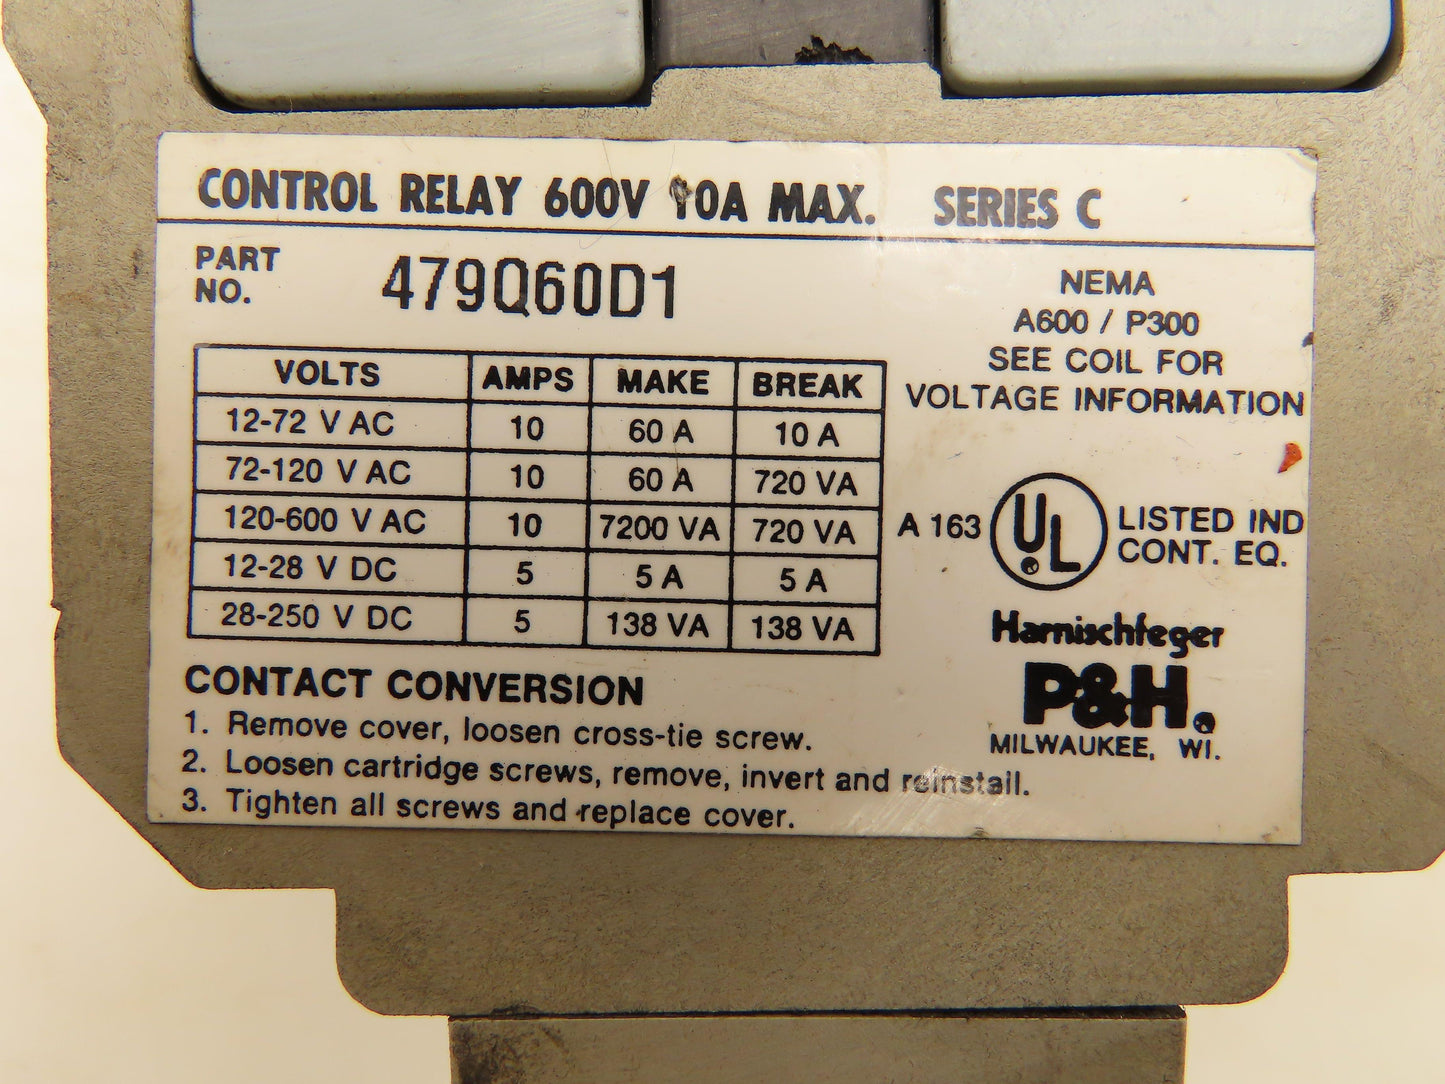 CONTROL RELAY 600V 10A MAX. SERIES C
PART NO. 479Q60D1
NEMA
A600 / P300
SEE COIL FOR
VOLTAGE INFORMATION
VOLTS AMPS MAKE BREAK
12-72 V AC 10 60 A 10 A
72-120 V AC 10 60 A 720 VA
120-600 V AC 10 7200 VA 720 VA
12-28 V DC 5 5 A 5 A
28-250 V DC 5 138 VA 138 VA
A 163 UL LISTED IND
CONT. EQ.
Harnischfeger
P&H®
MILWAUKEE, WI.
CONTACT CONVERSION
1. Remove cover, loosen cross-tie screw.
2. Loosen cartridge screws, remove, invert and reinstall.
3. Tighten all screws and replace cover.